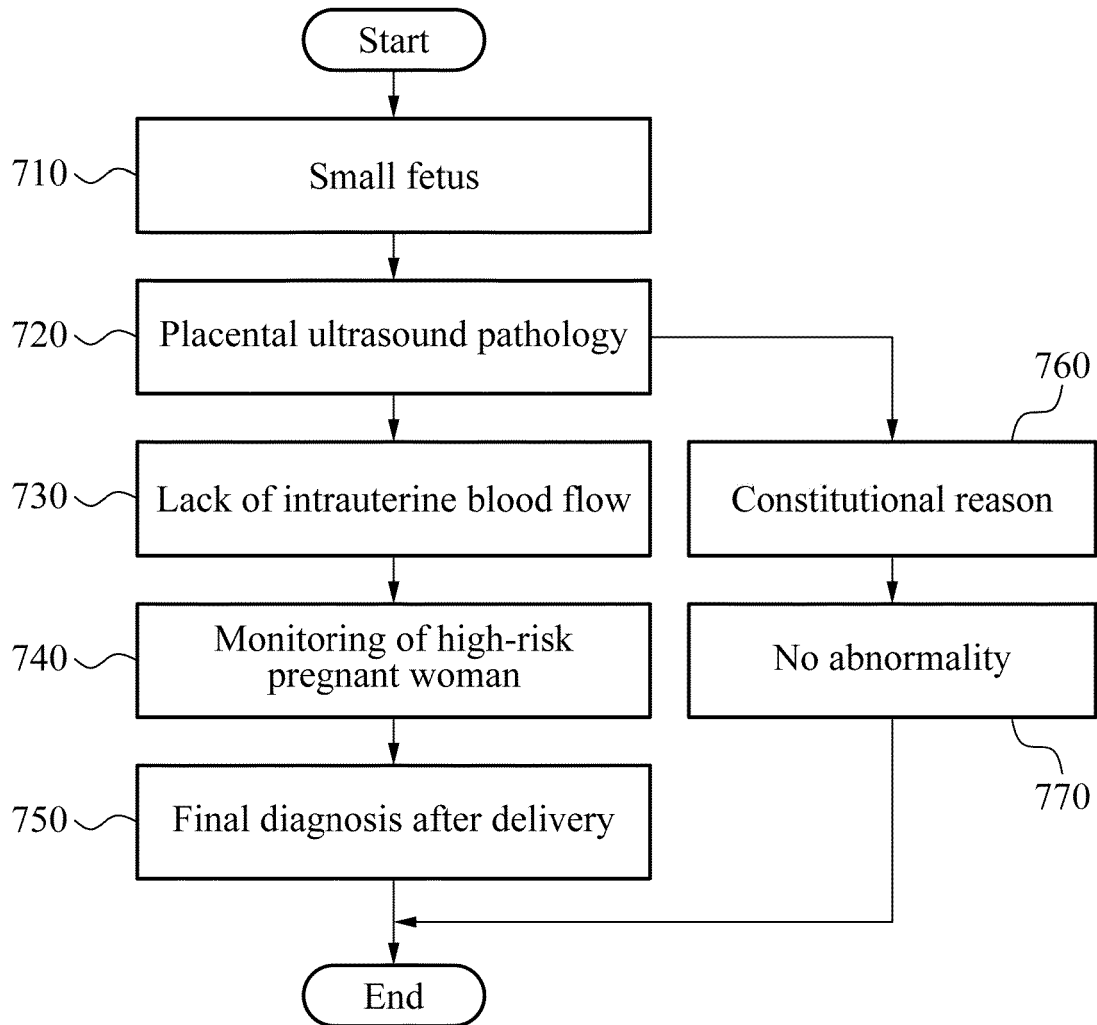 Start
710
Small fetus
720
Placental ultrasound pathology
760
730
Lack of intrauterine blood flow
Constitutional reason
740
Monitoring of high-risk
pregnant woman
No abnormality
770
750
Final diagnosis after delivery
End